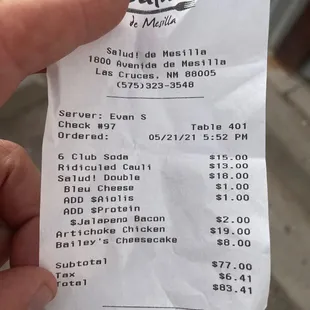 de Mesilla
Salud! de Mesilla
1800 Avenida de Mesilla
Las Cruces, NM 88005
(575)323-3548
Server: Evan S
Check #97 Table 401
Ordered: 05/21/21 5:52 PM
6 Club Soda $15.00
Ridiculed Cauli $13.00
Salud! Double $18.00
Bleu Cheese $1.00
ADD $Aiolis $1.00
ADD $Protein
$Jalapeno Bacon $2.00
Artichoke Chicken $19.00
Bailey's Cheesecake $8.00
Subtotal $77.00
Tax $6.41
Total $83.41